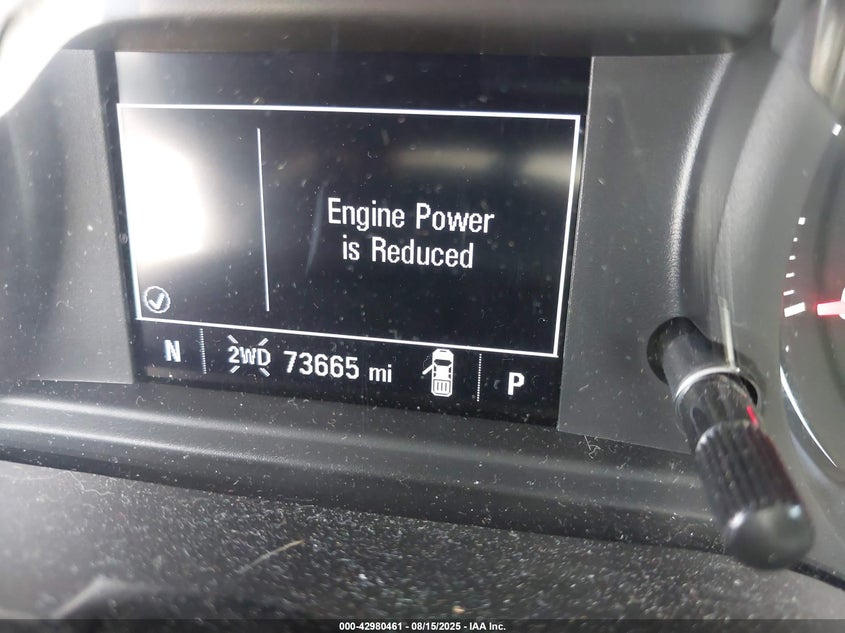 Engine Power
is Reduced
N 2WD 73665 mi P
000-42980461 - 08/15/2025 - IAA Inc.